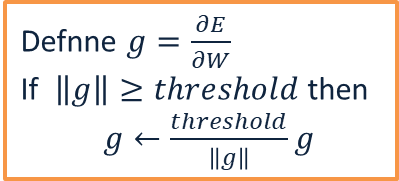 Defnne g = ∂E/∂W
If ‖g‖ ≥ threshold then
g ← threshold/‖g‖ g